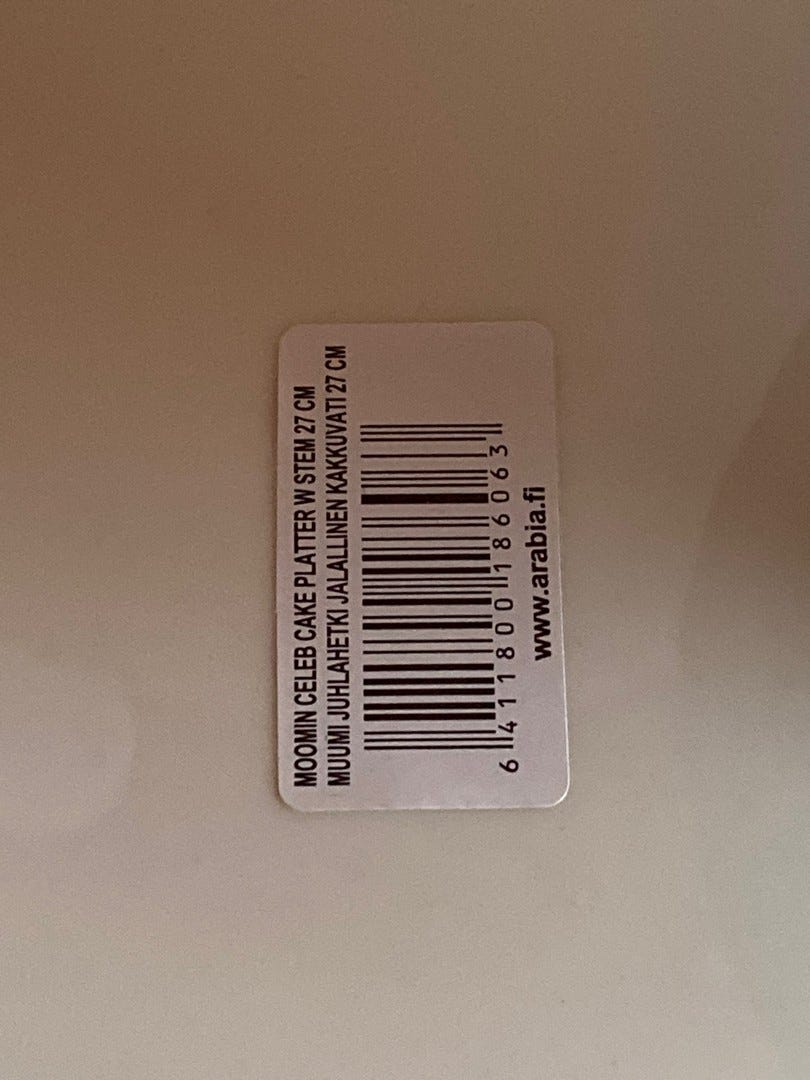 MOOMIN CELEB CAKE PLATTER W STEM 27 CM
MUUMI JUHLAHETKI JALALLINEN KAKKUVATI 27 CM
6 411800 186063
www.arabia.fi